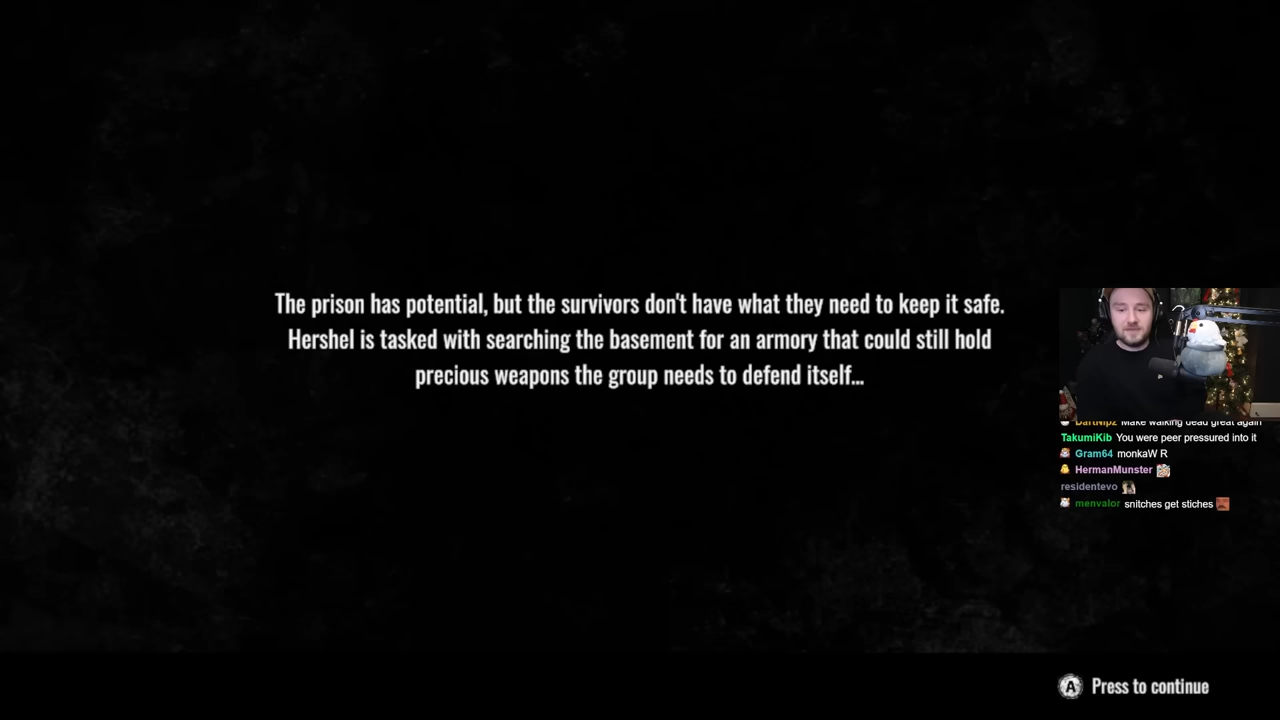 The prison has potential, but the survivors don't have what they need to keep it safe.
Hershel is tasked with searching the basement for an armory that could still hold
precious weapons the group needs to defend itself...
DartNipz Make walking dead great again
TakumiKib You were peer pressured into it
Gram64 monkaW R
HermanMunster
residentevo
menvalor snitches get stiches
A Press to continue